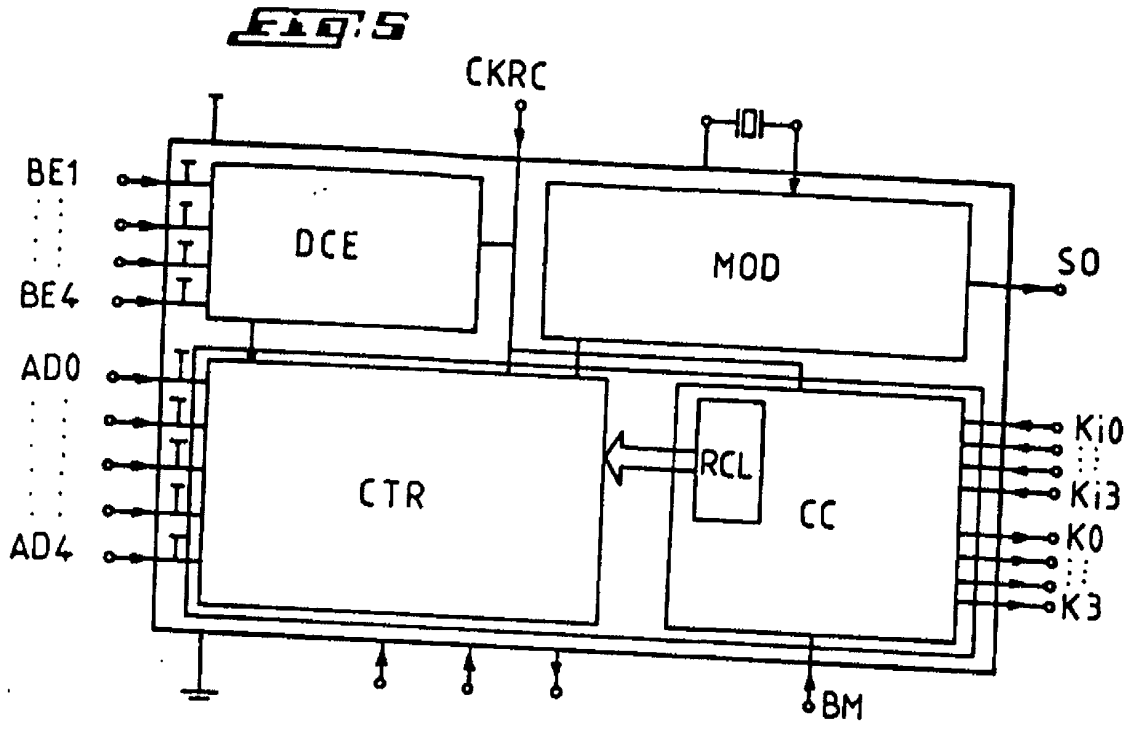 Fig. 5
CKRC
BE1
DCE
MOD
SO
BE4
AD0
Ki0
RCL
Ki3
CTR
CC
K0
AD4
K3
BM